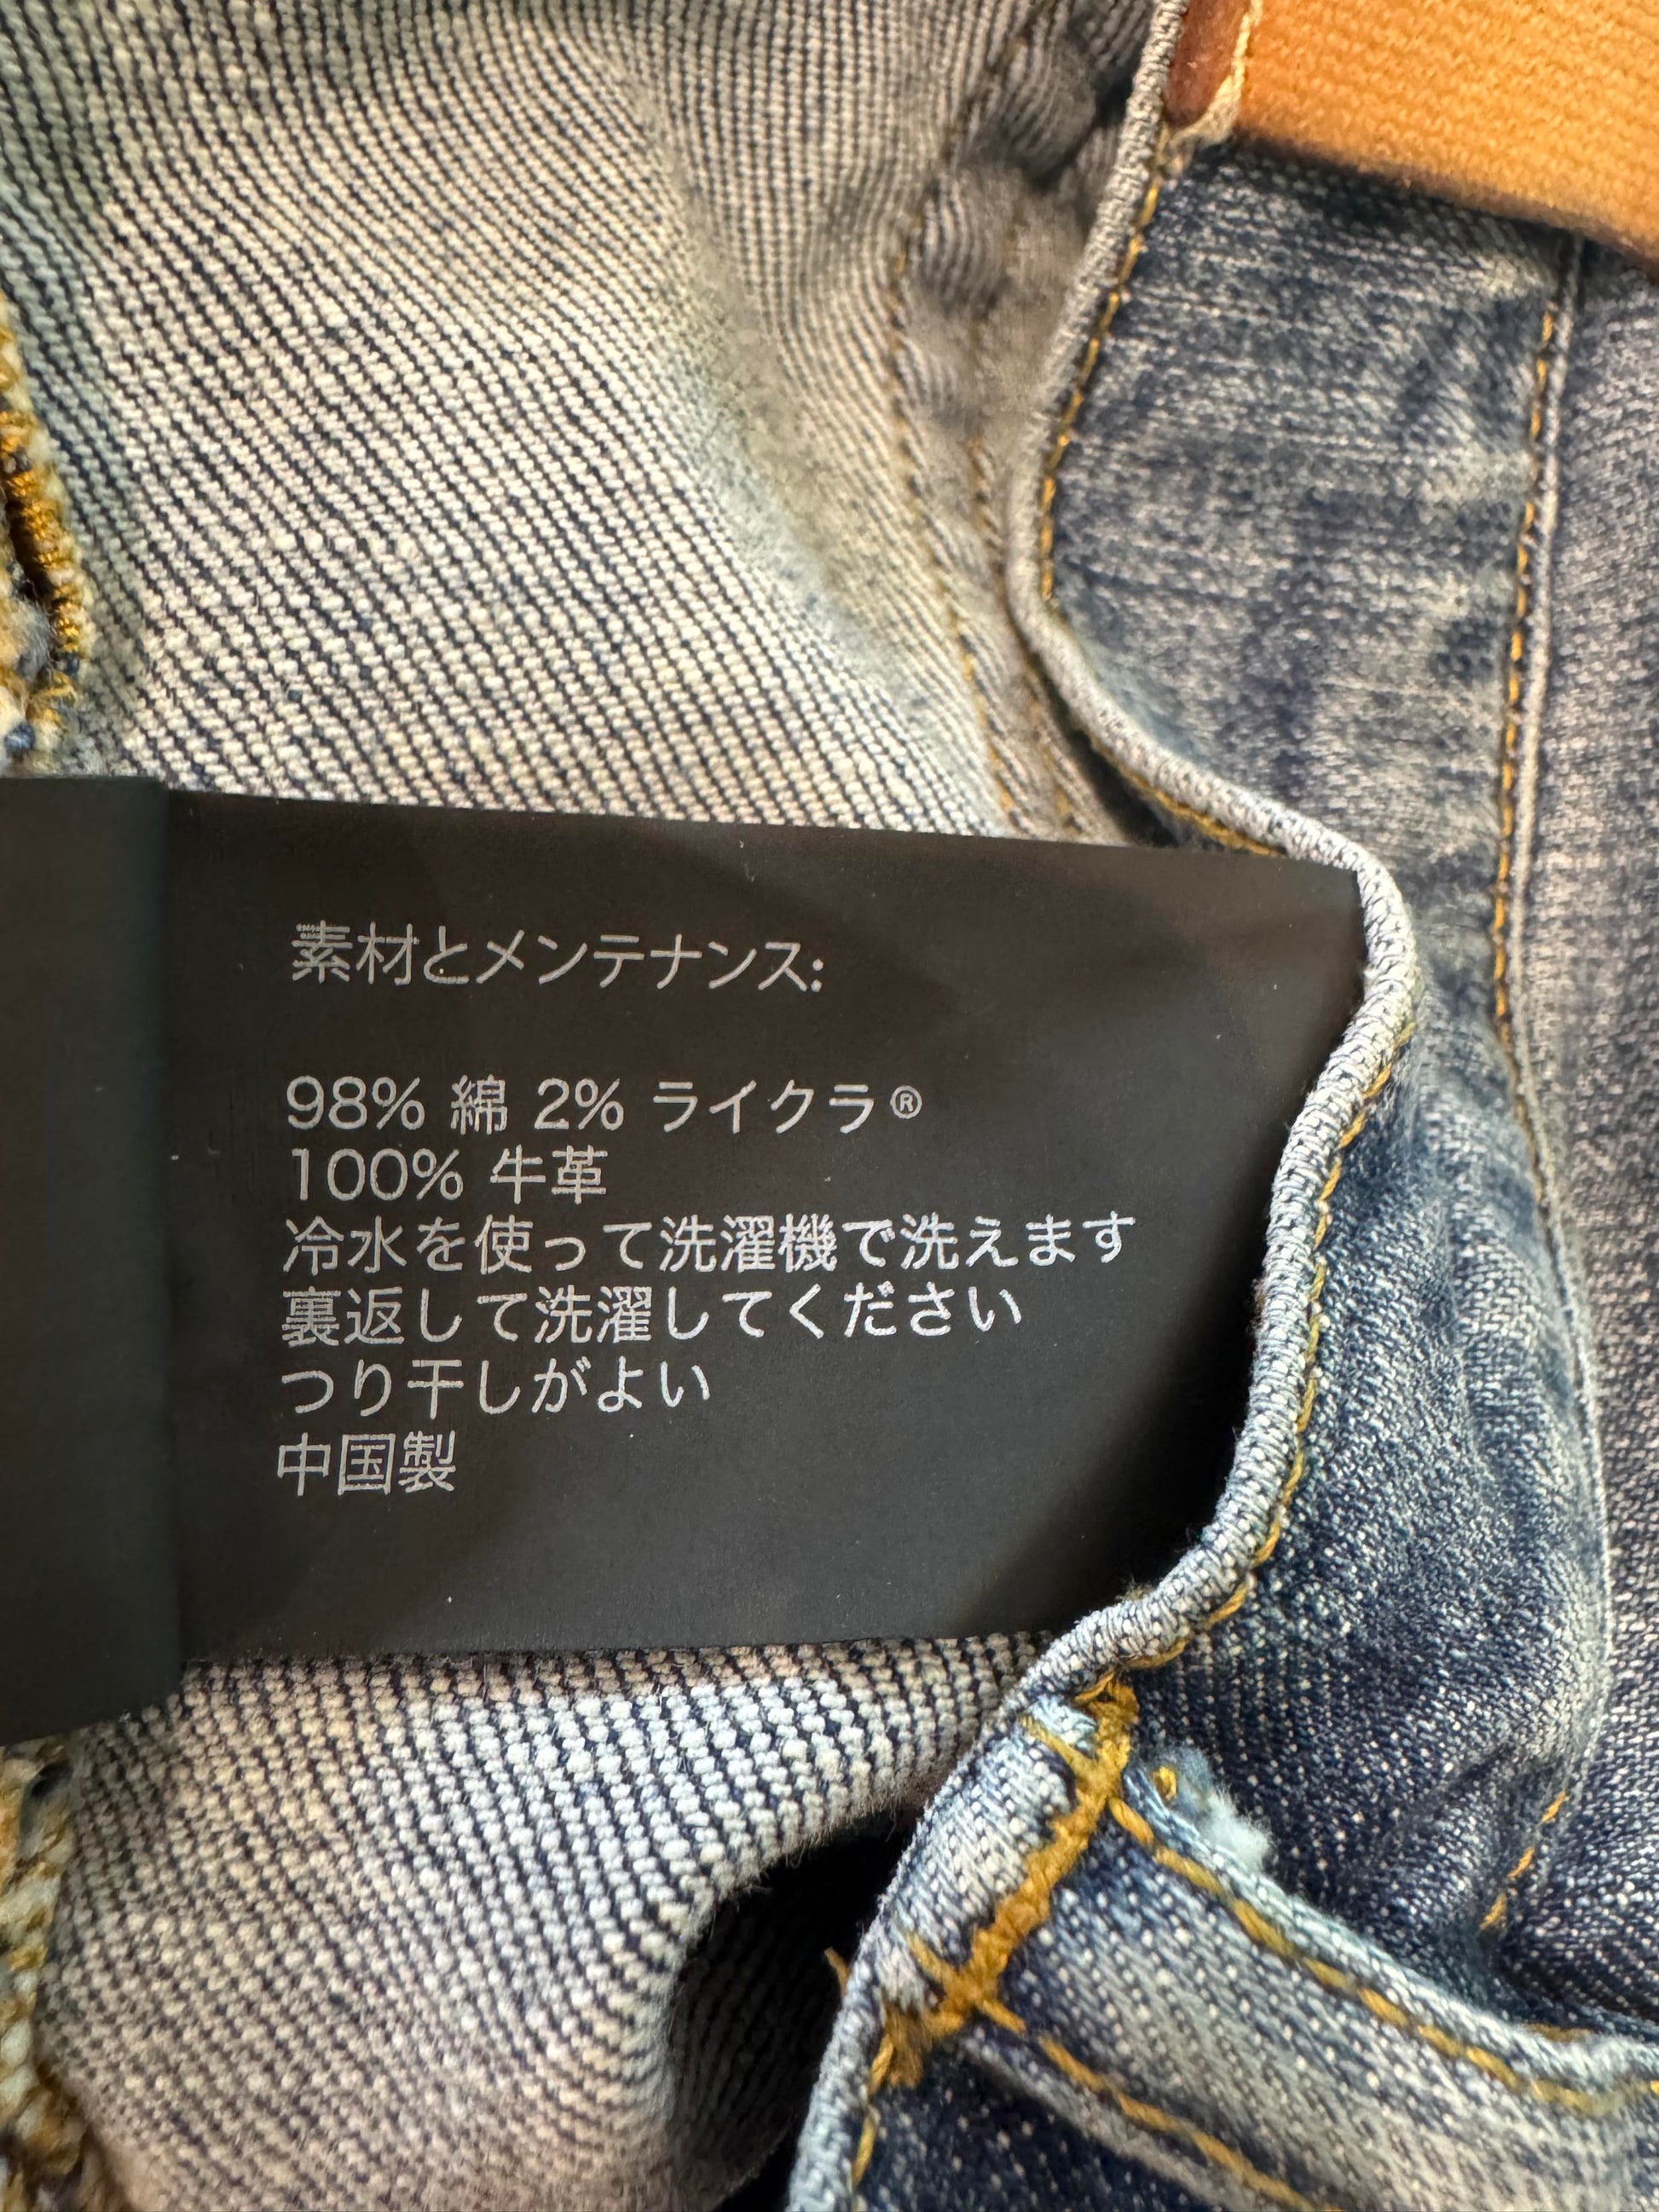 素材とメンテナンス:
98% 綿 2% ライクラ®
100% 牛革
冷水を使って洗濯機で洗えます
裏返して洗濯してください
つり干しがよい
中国製